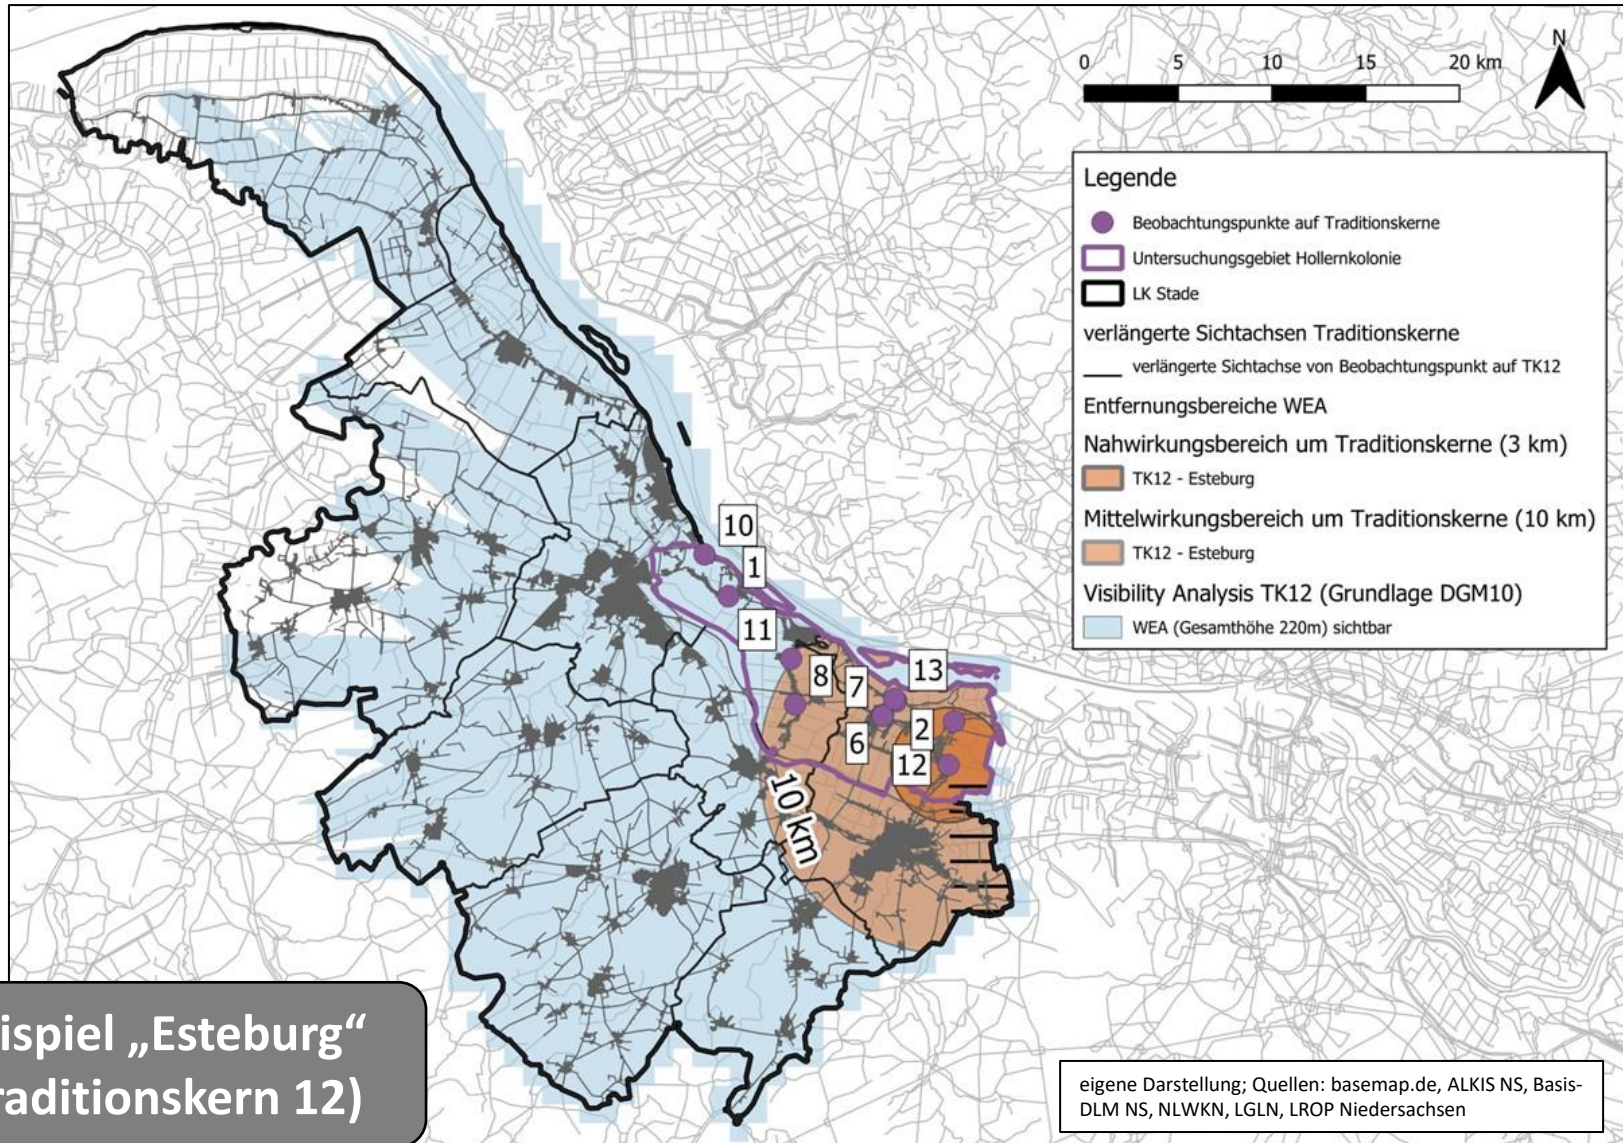 0 5 10 15 20 km
N
Legende
Beobachtungspunkte auf Traditionskerne
Untersuchungsgebiet Hollernkolonie
LK Stade
verlängerte Sichtachsen Traditionskerne
verlängerte Sichtachse von Beobachtungspunkt auf TK12
Entfernungsbereiche WEA
Nahwirkungsbereich um Traditionskerne (3 km)
TK12 - Esteburg
Mittelwirkungsbereich um Traditionskerne (10 km)
TK12 - Esteburg
Visibility Analysis TK12 (Grundlage DGM10)
WEA (Gesamthöhe 220m) sichtbar
10
1
11
8
7
13
6
2
12
10 km
ispiel „Esteburg“
raditionskern 12)
eigene Darstellung; Quellen: basemap.de, ALKIS NS, Basis-
DLM NS, NLWKN, LGLN, LROP Niedersachsen